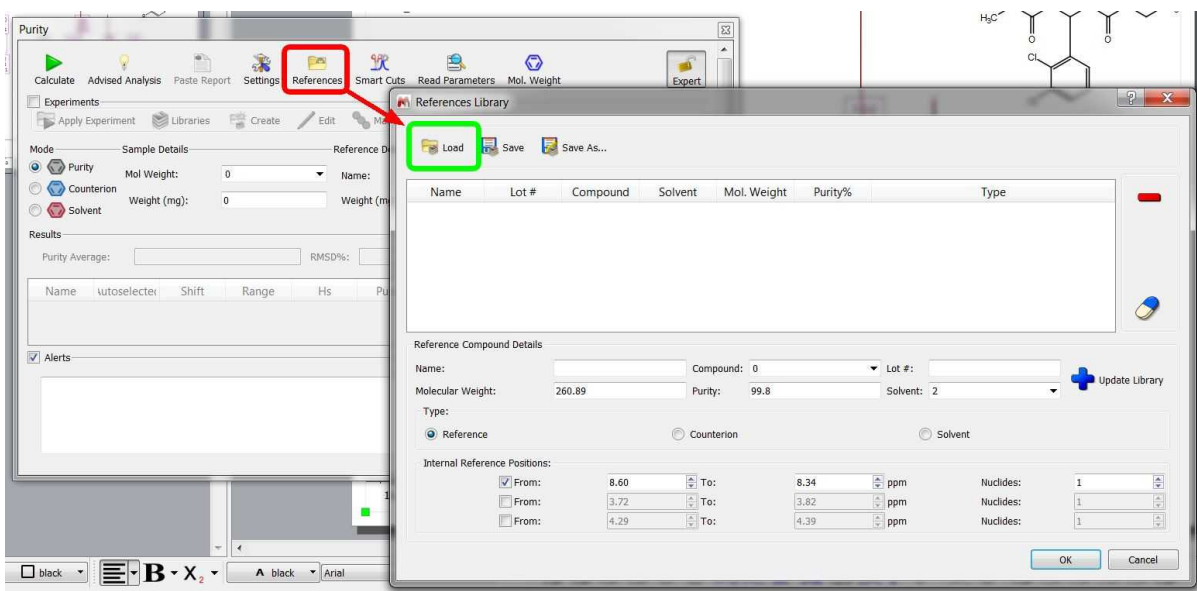 Purity
Calculate Advised Analysis Paste Report Settings References Smart Cuts Read Parameters Mol. Weight Expert
Experiments
Apply Experiment Libraries Create Edit
Mode Sample Details Reference
Purity Mol Weight: 0 Name:
Counterion
Weight (mg): 0 Weight
Solvent
Results
Purity Average: RMSD%:
Name Shift Range Hs
Alerts
black B X2 A black Arial
H3C O O
Cl
References Library
Load Save Save As...
Name Lot # Compound Solvent Mol. Weight Purity% Type
Reference Compound Details
Name: Compound: 0 Lot #:
Update Library
Molecular Weight: 260.89 Purity: 99.8 Solvent: 2
Type:
Reference Counterion Solvent
Internal Reference Positions:
From: 8.60 To: 8.34 ppm Nuclides: 1
From: 3.72 To: 3.82 ppm Nuclides: 1
From: 4.29 To: 4.39 ppm Nuclides: 1
OK Cancel